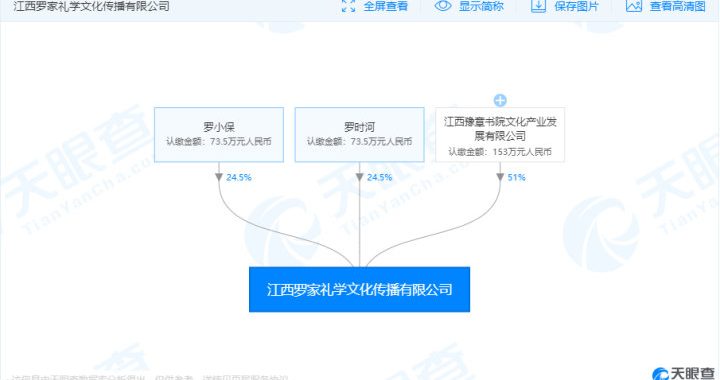 江西罗家礼学文化传播有限公司
全屏查看
显示简称
保存图片
查看高清图
罗小保
认缴金额：73.5万元人民币
罗时河
认缴金额：73.5万元人民币
江西豫章书院文化产业发
展有限公司
认缴金额：153万元人民币
24.5%
24.5%
51%
江西罗家礼学文化传播有限公司
天眼查
TianYanCha.com
天眼查